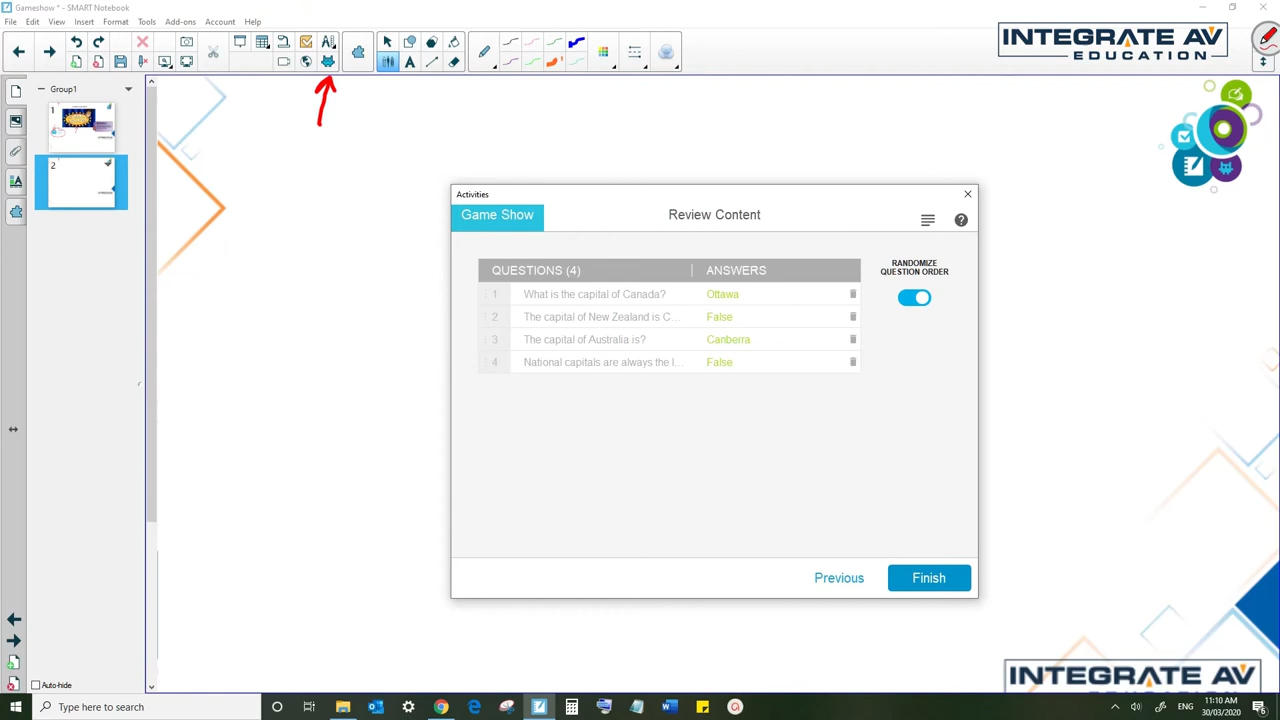 Gameshow * - SMART Notebook
File Edit View Insert Format Tools Add-ons Account Help
INTEGRATE AV
EDUCATION
Group1
1
2
Activities
Game Show
Review Content
QUESTIONS (4) ANSWERS
RANDOMIZE
QUESTION ORDER
1 What is the capital of Canada? Ottawa
2 The capital of New Zealand is C... False
3 The capital of Australia is? Canberra
4 National capitals are always the l... False
Previous Finish
Auto-hide
INTEGRATE AV
Type here to search
ENG
11:10 AM
30/03/2020